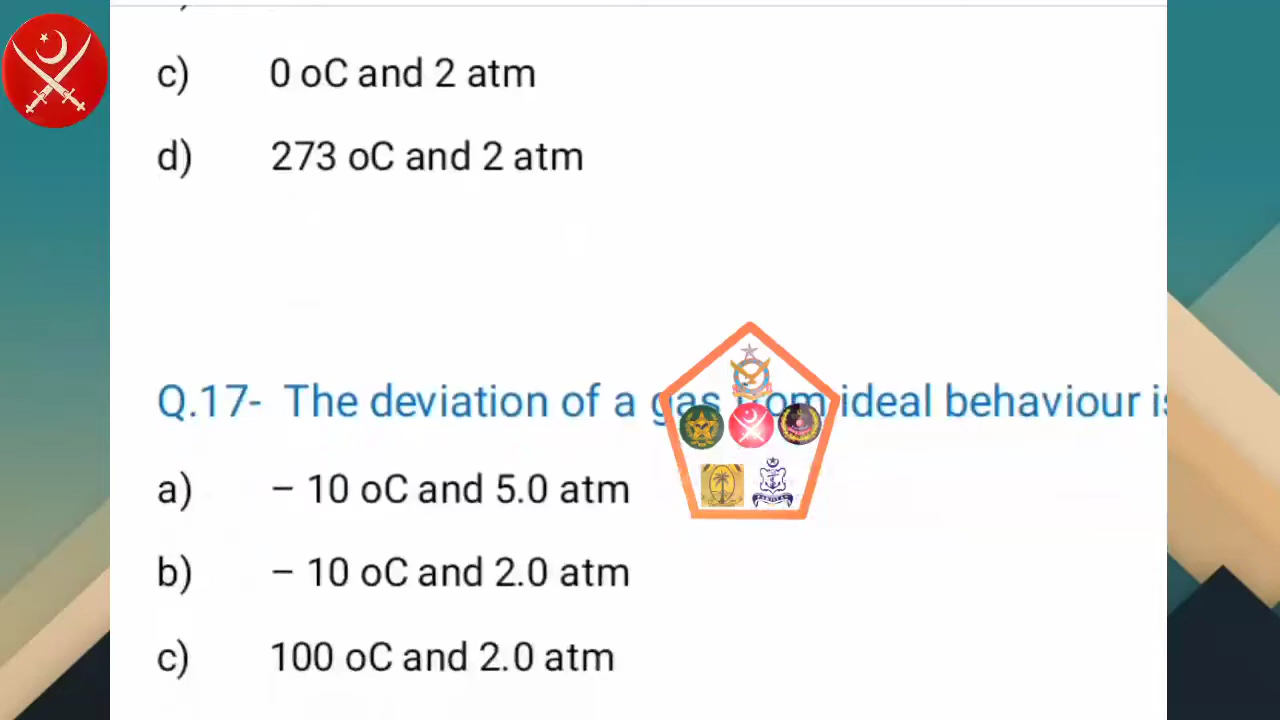 c) 0 oC and 2 atm
d) 273 oC and 2 atm
Q.17- The deviation of a gas from ideal behaviour is
a) – 10 oC and 5.0 atm
b) – 10 oC and 2.0 atm
c) 100 oC and 2.0 atm